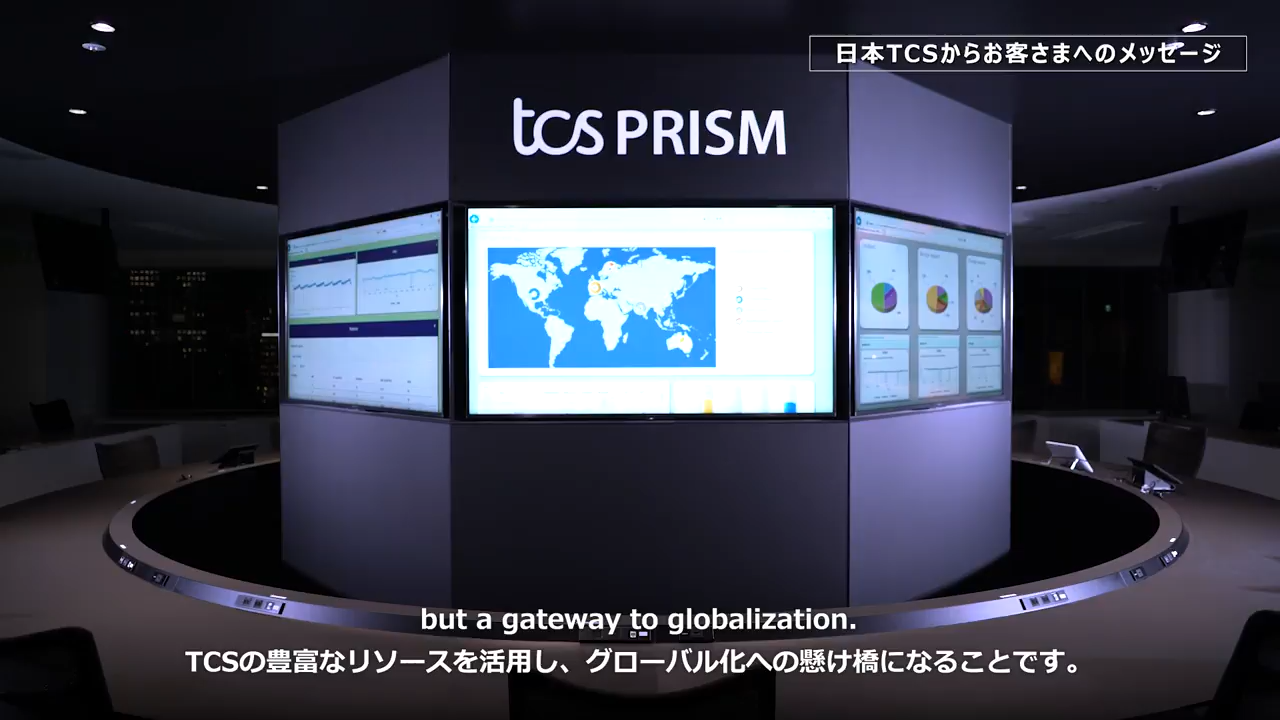 日本TCSからお客さまへのメッセージ
tcs PRISM
but a gateway to globalization.
TCSの豊富なリソースを活用し、グローバル化への懸け橋になることです。